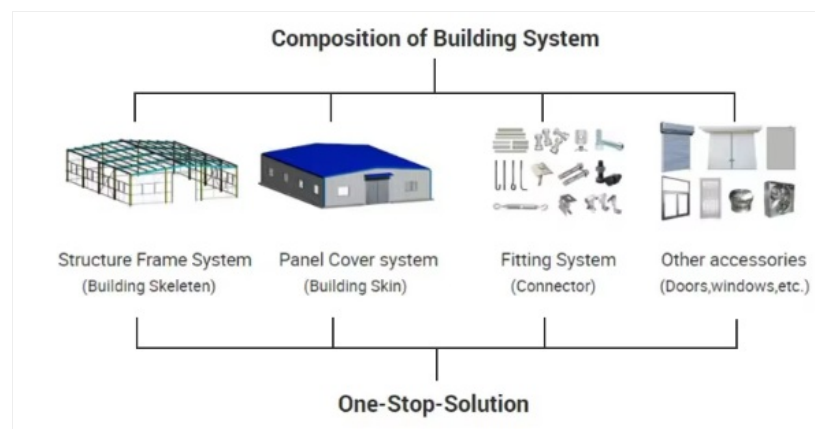 Composition of Building System
Structure Frame System
(Building Skeleten)
Panel Cover system
(Building Skin)
Fitting System
(Connector)
Other accessories
(Doors,windows,etc.)
One-Stop-Solution